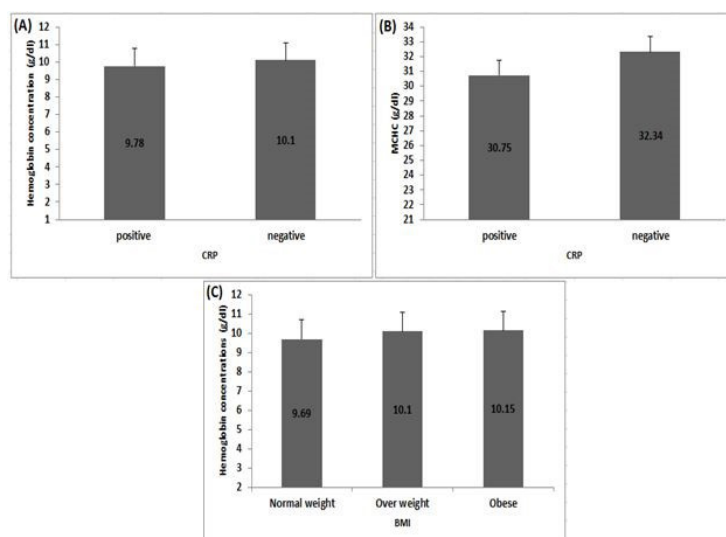 (A)
Hemoglobin concentration (g/dl)
12
11
10
9
8
7
6
5
4
3
2
1
9.78
10.1
positive
negative
CRP
(B)
MCHC (g/dl)
34
33
32
31
30
29
28
27
26
25
24
23
22
21
30.75
32.34
positive
negative
CRP
(C)
Hemoglobin concentrations (g/dl)
12
11
10
9
8
7
6
5
4
3
2
9.69
10.1
10.15
Normal weight
Over weight
Obese
BMI